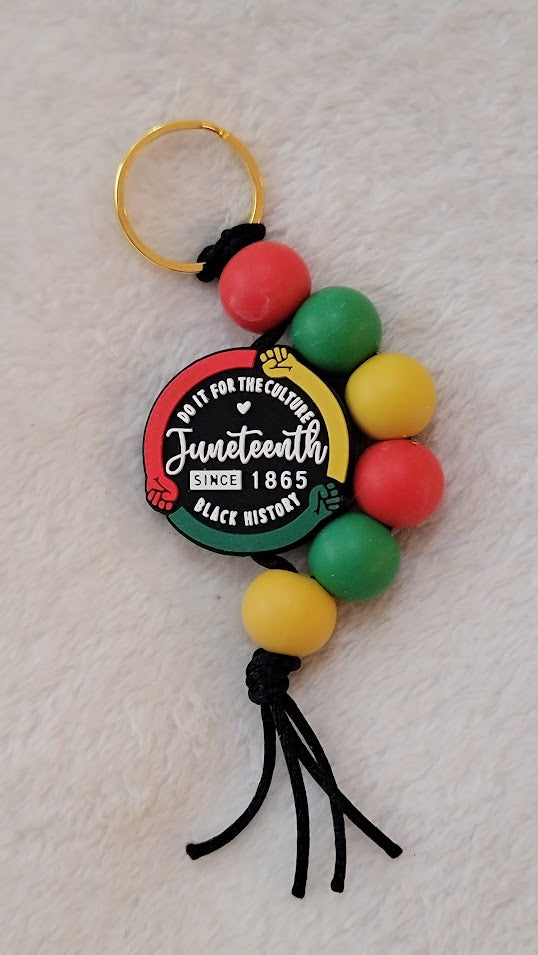 DO IT FOR THE CULTURE
Juneteenth
SINCE 1865
BLACK HISTORY